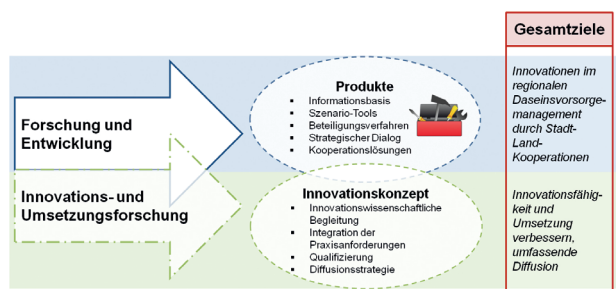 Gesamtziele
Produkte
▪ Informationsbasis
▪ Szenario-Tools
▪ Beteiligungsverfahren
▪ Strategischer Dialog
▪ Kooperationslösungen
Forschung und
Entwicklung
Innovationen im
regionalen
Daseinsvorsorge-
management
durch Stadt-
Land-
Kooperationen
Innovations- und
Umsetzungsforschung
Innovationskonzept
▪ Innovationswissenschaftliche
Begleitung
▪ Integration der
Praxisanforderungen
▪ Qualifizierung
▪ Diffusionsstrategie
Innovationsfähig-
keit und
Umsetzung
verbessern,
umfassende
Diffusion